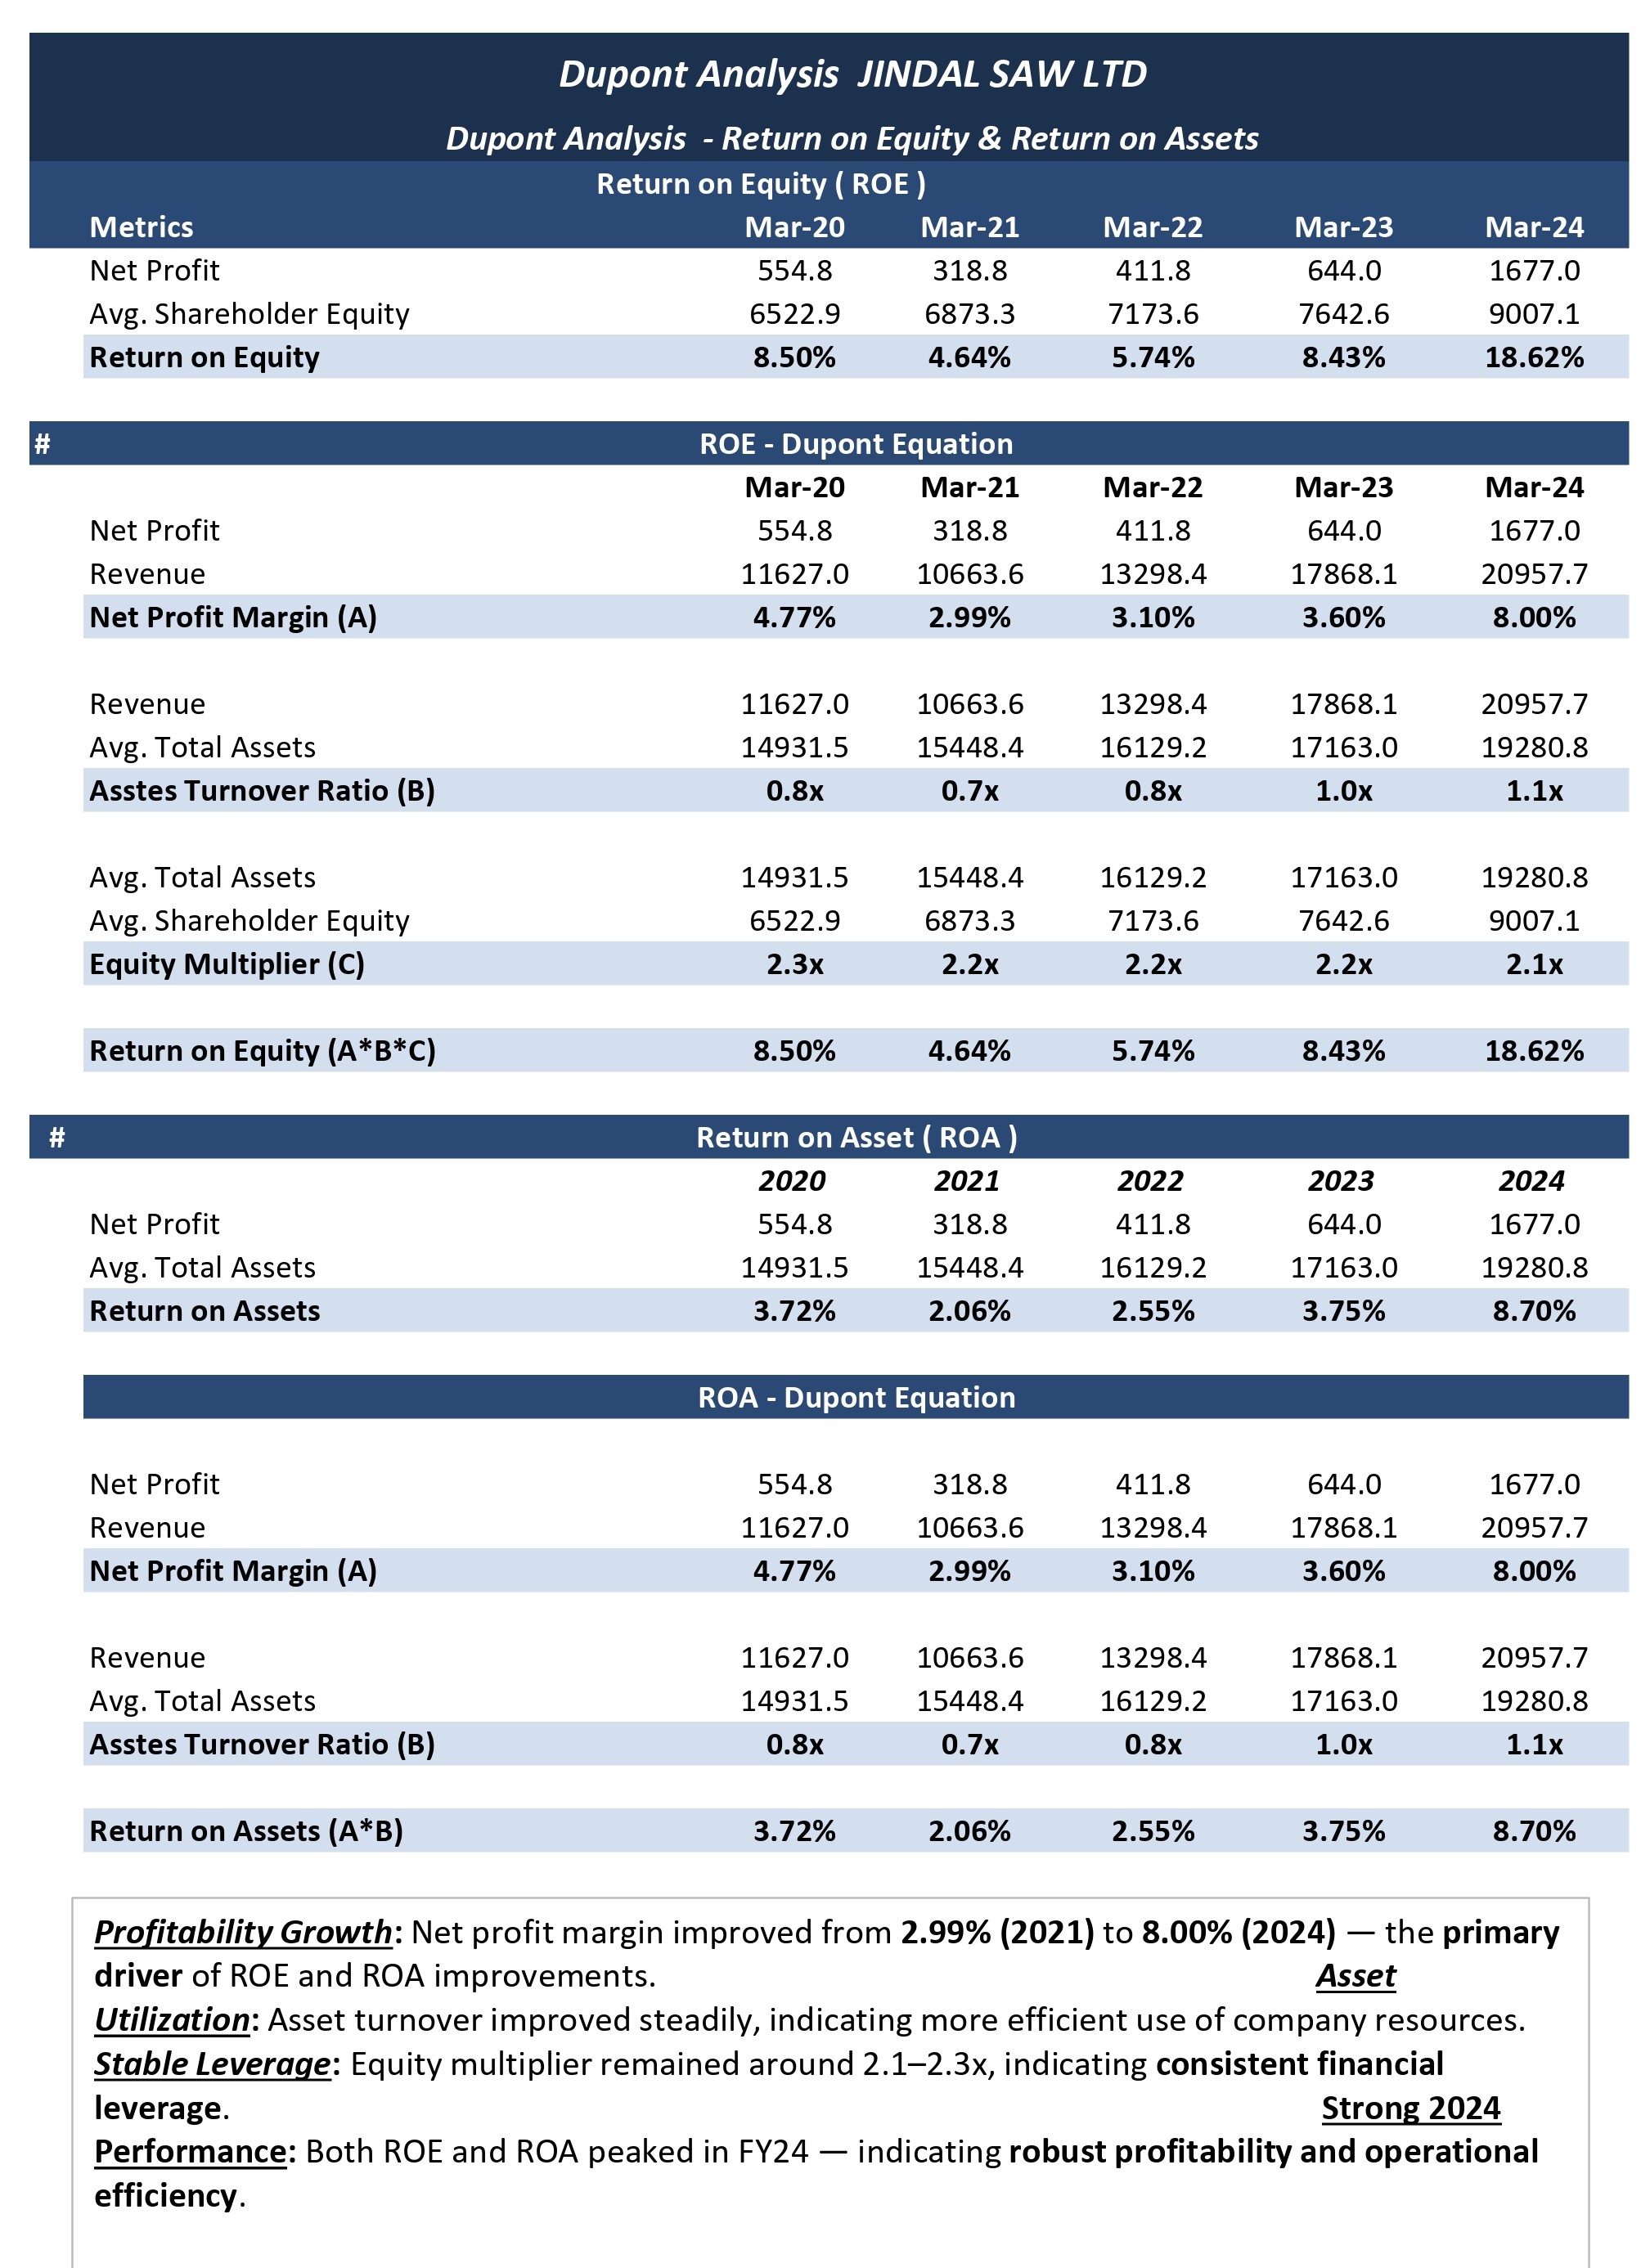 Dupont Analysis  JINDAL SAW LTD
Dupont Analysis  - Return on Equity & Return on Assets
Return on Equity ( ROE )
Metrics Mar-20 Mar-21 Mar-22 Mar-23 Mar-24
Net Profit 554.8 318.8 411.8 644.0 1677.0
Avg. Shareholder Equity 6522.9 6873.3 7173.6 7642.6 9007.1
Return on Equity 8.50% 4.64% 5.74% 8.43% 18.62%
# ROE - Dupont Equation
Mar-20 Mar-21 Mar-22 Mar-23 Mar-24
Net Profit 554.8 318.8 411.8 644.0 1677.0
Revenue 11627.0 10663.6 13298.4 17868.1 20957.7
Net Profit Margin (A) 4.77% 2.99% 3.10% 3.60% 8.00%
Revenue 11627.0 10663.6 13298.4 17868.1 20957.7
Avg. Total Assets 14931.5 15448.4 16129.2 17163.0 19280.8
Asstes Turnover Ratio (B) 0.8x 0.7x 0.8x 1.0x 1.1x
Avg. Total Assets 14931.5 15448.4 16129.2 17163.0 19280.8
Avg. Shareholder Equity 6522.9 6873.3 7173.6 7642.6 9007.1
Equity Multiplier (C) 2.3x 2.2x 2.2x 2.2x 2.1x
Return on Equity (A*B*C) 8.50% 4.64% 5.74% 8.43% 18.62%
# Return on Asset ( ROA )
2020 2021 2022 2023 2024
Net Profit 554.8 318.8 411.8 644.0 1677.0
Avg. Total Assets 14931.5 15448.4 16129.2 17163.0 19280.8
Return on Assets 3.72% 2.06% 2.55% 3.75% 8.70%
ROA - Dupont Equation
Net Profit 554.8 318.8 411.8 644.0 1677.0
Revenue 11627.0 10663.6 13298.4 17868.1 20957.7
Net Profit Margin (A) 4.77% 2.99% 3.10% 3.60% 8.00%
Revenue 11627.0 10663.6 13298.4 17868.1 20957.7
Avg. Total Assets 14931.5 15448.4 16129.2 17163.0 19280.8
Asstes Turnover Ratio (B) 0.8x 0.7x 0.8x 1.0x 1.1x
Return on Assets (A*B) 3.72% 2.06% 2.55% 3.75% 8.70%
Profitability Growth: Net profit margin improved from 2.99% (2021) to 8.00% (2024) — the primary
driver of ROE and ROA improvements. Asset
Utilization: Asset turnover improved steadily, indicating more efficient use of company resources.
Stable Leverage: Equity multiplier remained around 2.1–2.3x, indicating consistent financial
leverage. Strong 2024
Performance: Both ROE and ROA peaked in FY24 — indicating robust profitability and operational
efficiency.